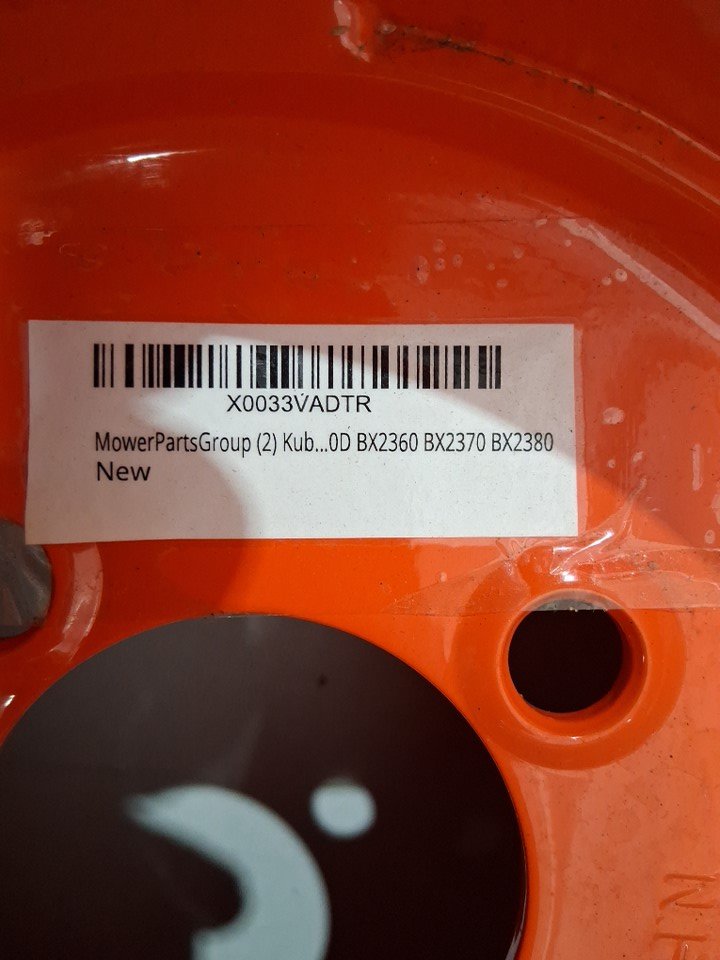 X0033VADTR
MowerPartsGroup (2) Kub...0D BX2360 BX2370 BX2380
New